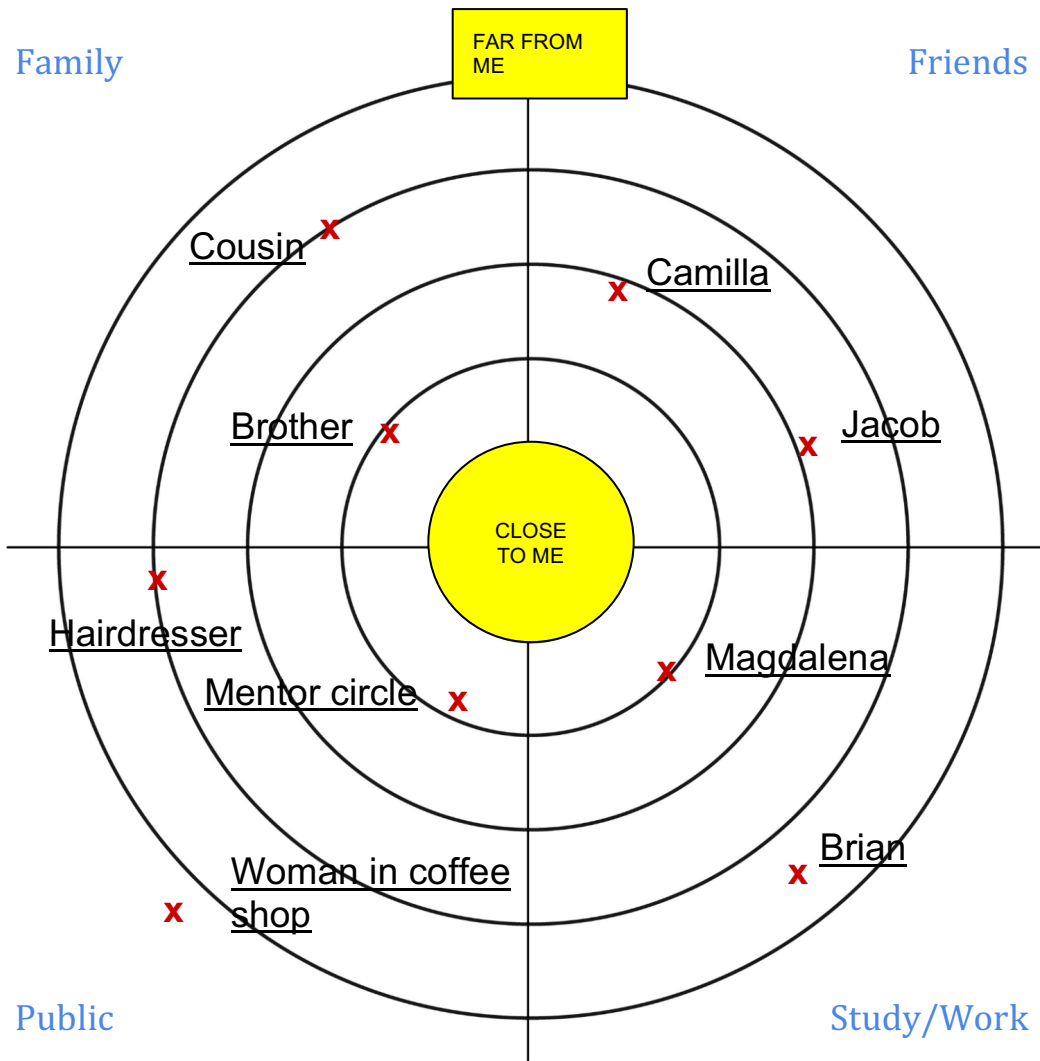 FAR FROM
ME
Family
Friends
Cousin
Camilla
Brother
Jacob
CLOSE
TO ME
Hairdresser
Magdalena
Mentor circle
Brian
Woman in coffee
shop
Public
Study/Work